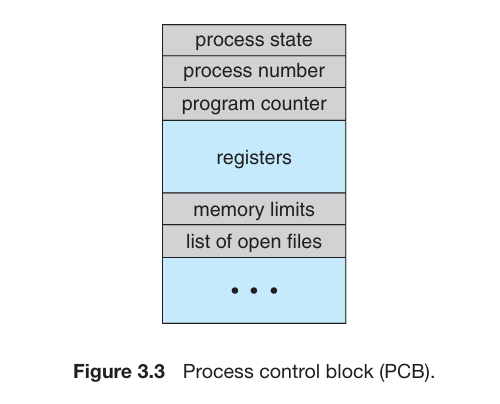 process state
process number
program counter
registers
memory limits
list of open files
• • •
Figure 3.3 Process control block (PCB).